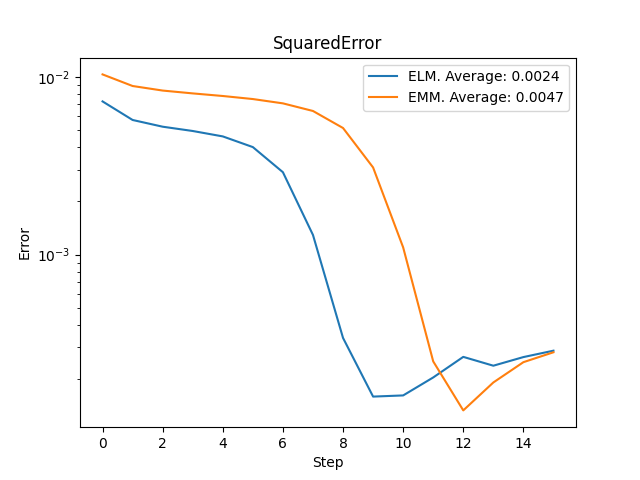 SquaredError
ELM. Average: 0.0024
EMM. Average: 0.0047
10⁻²
10⁻³
Error
0 2 4 6 8 10 12 14
Step